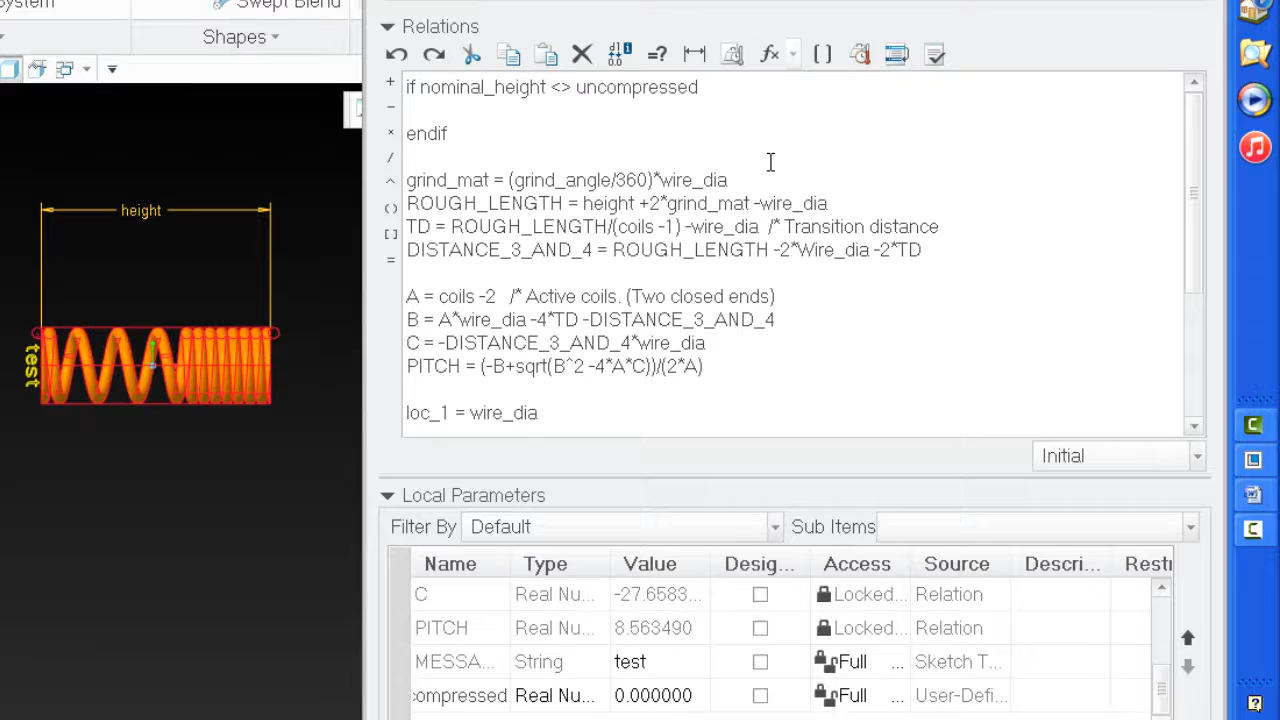 System
Swept Blend
Shapes
Relations
if nominal_height <> uncompressed
endif
grind_mat = (grind_angle/360)*wire_dia
ROUGH_LENGTH = height +2*grind_mat -wire_dia
TD = ROUGH_LENGTH/(coils -1) -wire_dia /* Transition distance
DISTANCE_3_AND_4 = ROUGH_LENGTH -2*Wire_dia -2*TD
A = coils -2 /* Active coils. (Two closed ends)
B = A*wire_dia -4*TD -DISTANCE_3_AND_4
C = -DISTANCE_3_AND_4*wire_dia
PITCH = (-B+sqrt(B^2 -4*A*C))/(2*A)
loc_1 = wire_dia
Initial
height
test
Local Parameters
Filter By Default Sub Items
Name Type Value Desig... Access Source Descri... Restr
C Real Nu... -27.6583... Locked... Relation
PITCH Real Nu... 8.563490 Locked... Relation
MESSA... String test Full ... Sketch T...
compressed Real Nu... 0.000000 Full ... User-Defi...